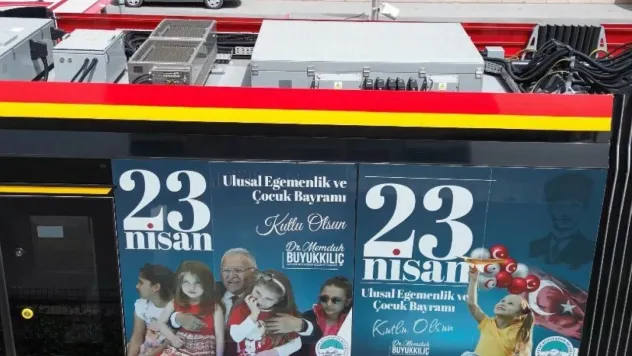 23
nisan
Ulusal Egemenlik ve
Çocuk Bayramı
Kutlu Olsun
Dr. Memduh
BÜYÜKKILIÇ
23
nisan
Ulusal Egemenlik ve
Çocuk Bayramı
Kutlu Olsun
Dr. Memduh
BÜYÜKKILIÇ